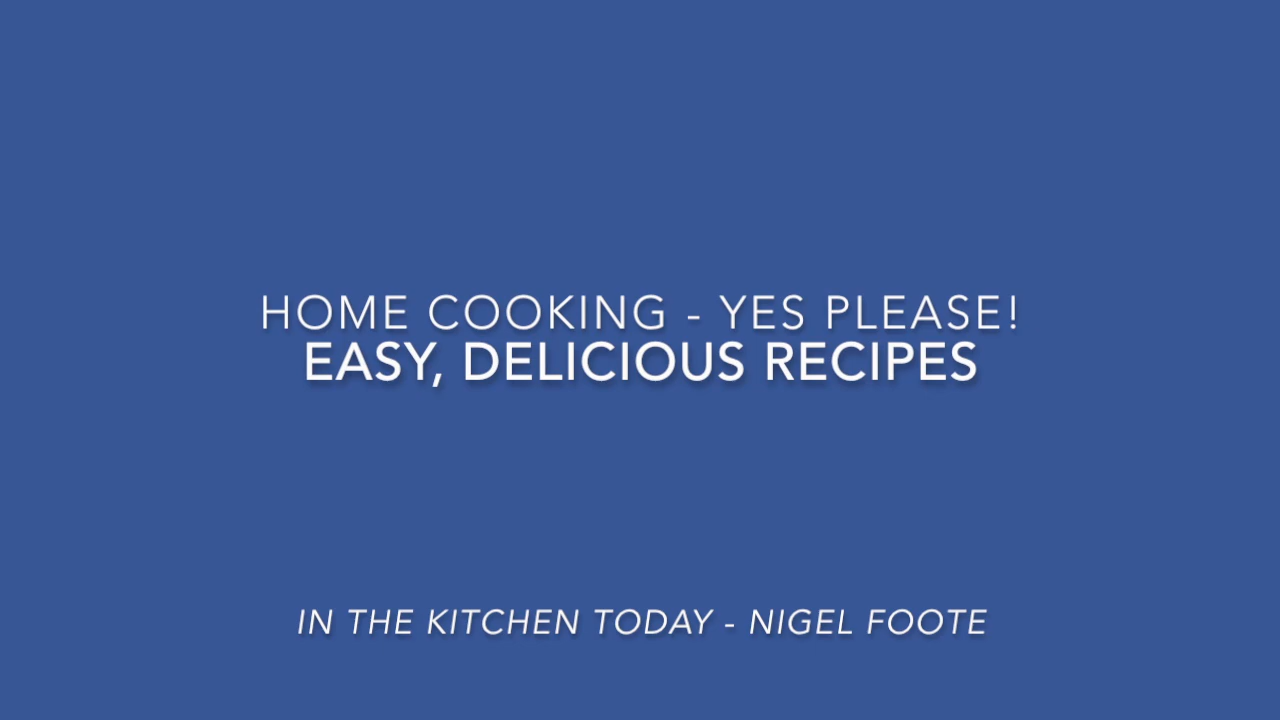 HOME COOKING - YES PLEASE!
EASY, DELICIOUS RECIPES
IN THE KITCHEN TODAY - NIGEL FOOTE